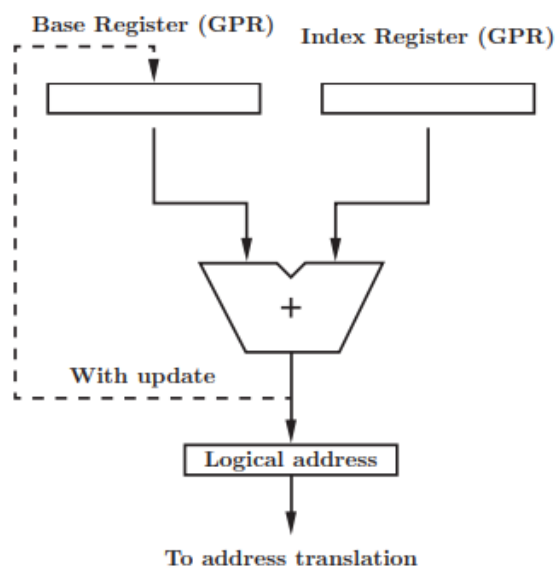 Base Register (GPR)
Index Register (GPR)
+
With update
Logical address
To address translation